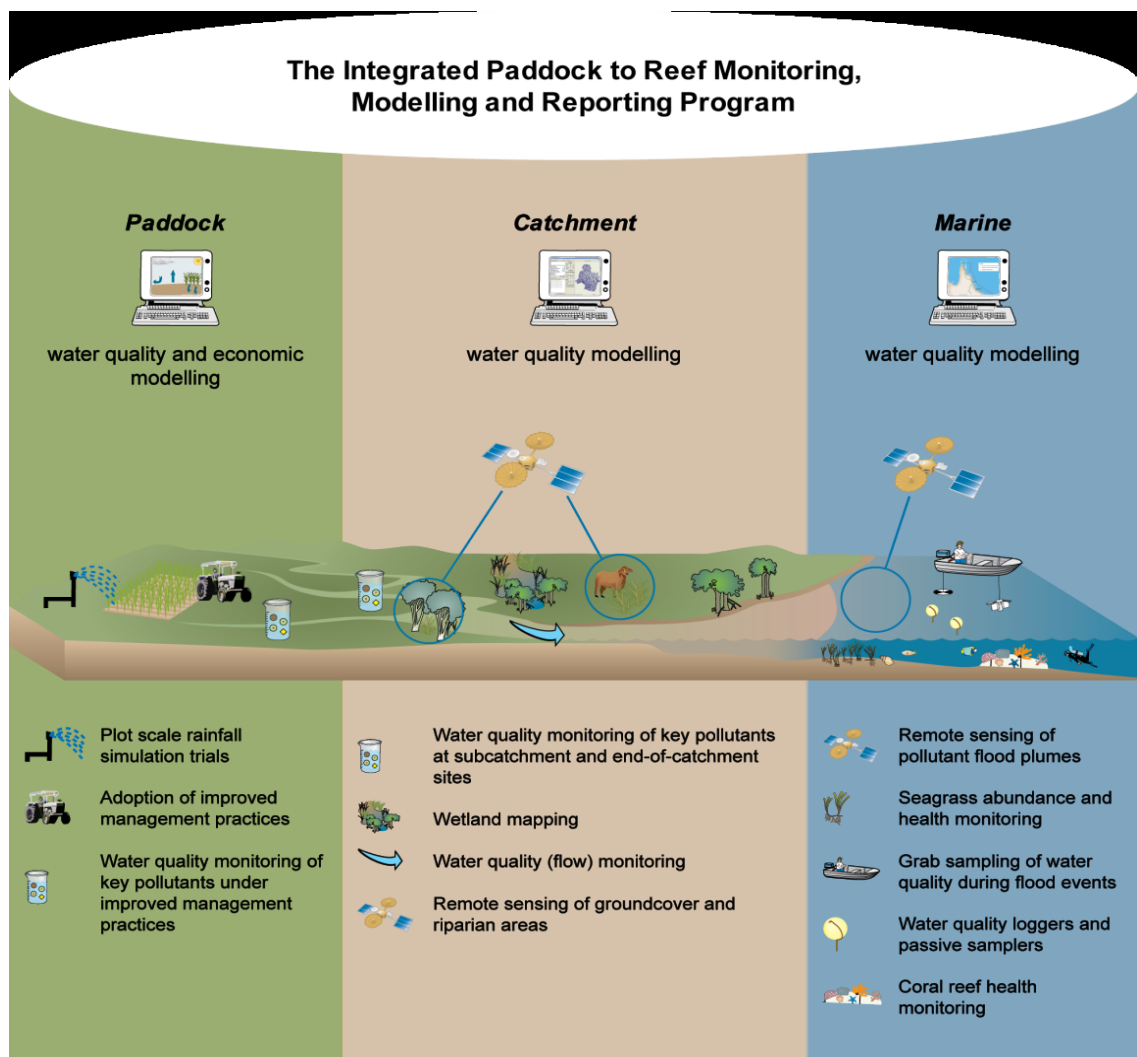 The Integrated Paddock to Reef Monitoring,
Modelling and Reporting Program
Paddock
water quality and economic
modelling
Catchment
water quality modelling
Marine
water quality modelling
Plot scale rainfall
simulation trials
Adoption of improved
management practices
Water quality monitoring of
key pollutants under
improved management
practices
Water quality monitoring of key pollutants
at subcatchment and end-of-catchment
sites
Wetland mapping
Water quality (flow) monitoring
Remote sensing of groundcover and
riparian areas
Remote sensing of
pollutant flood plumes
Seagrass abundance and
health monitoring
Grab sampling of water
quality during flood events
Water quality loggers and
passive samplers
Coral reef health
monitoring